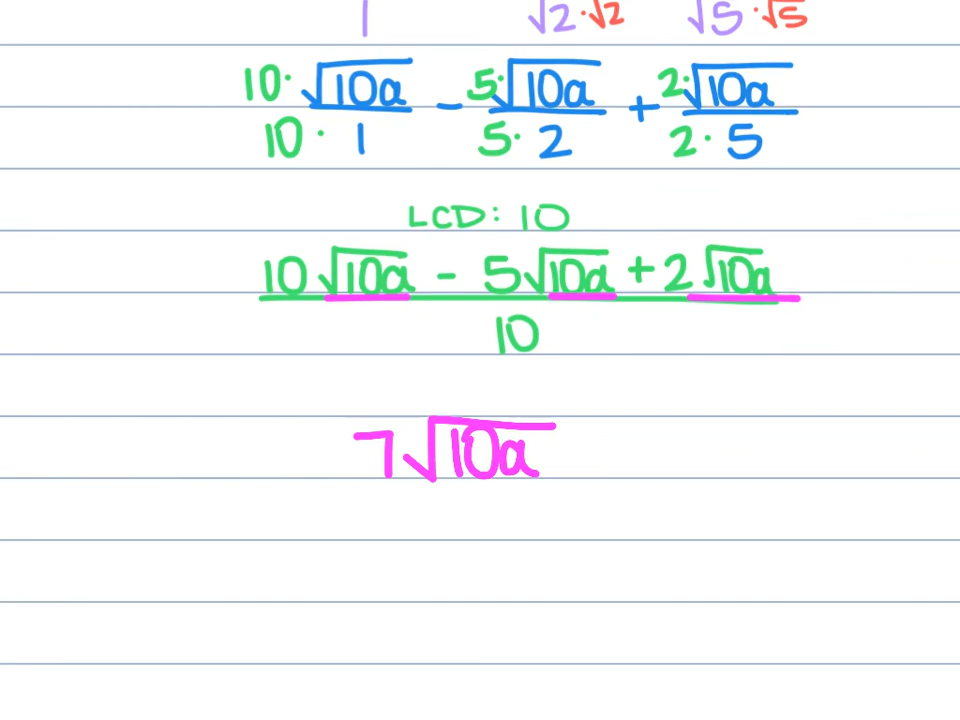 1 √2 · √2 √5 · √5
10 · √10a - 5 · √10a + 2 · √10a
10 · 1 5 · 2 2 · 5
LCD: 10
10 √10a - 5 √10a + 2 √10a
10
7 √10a